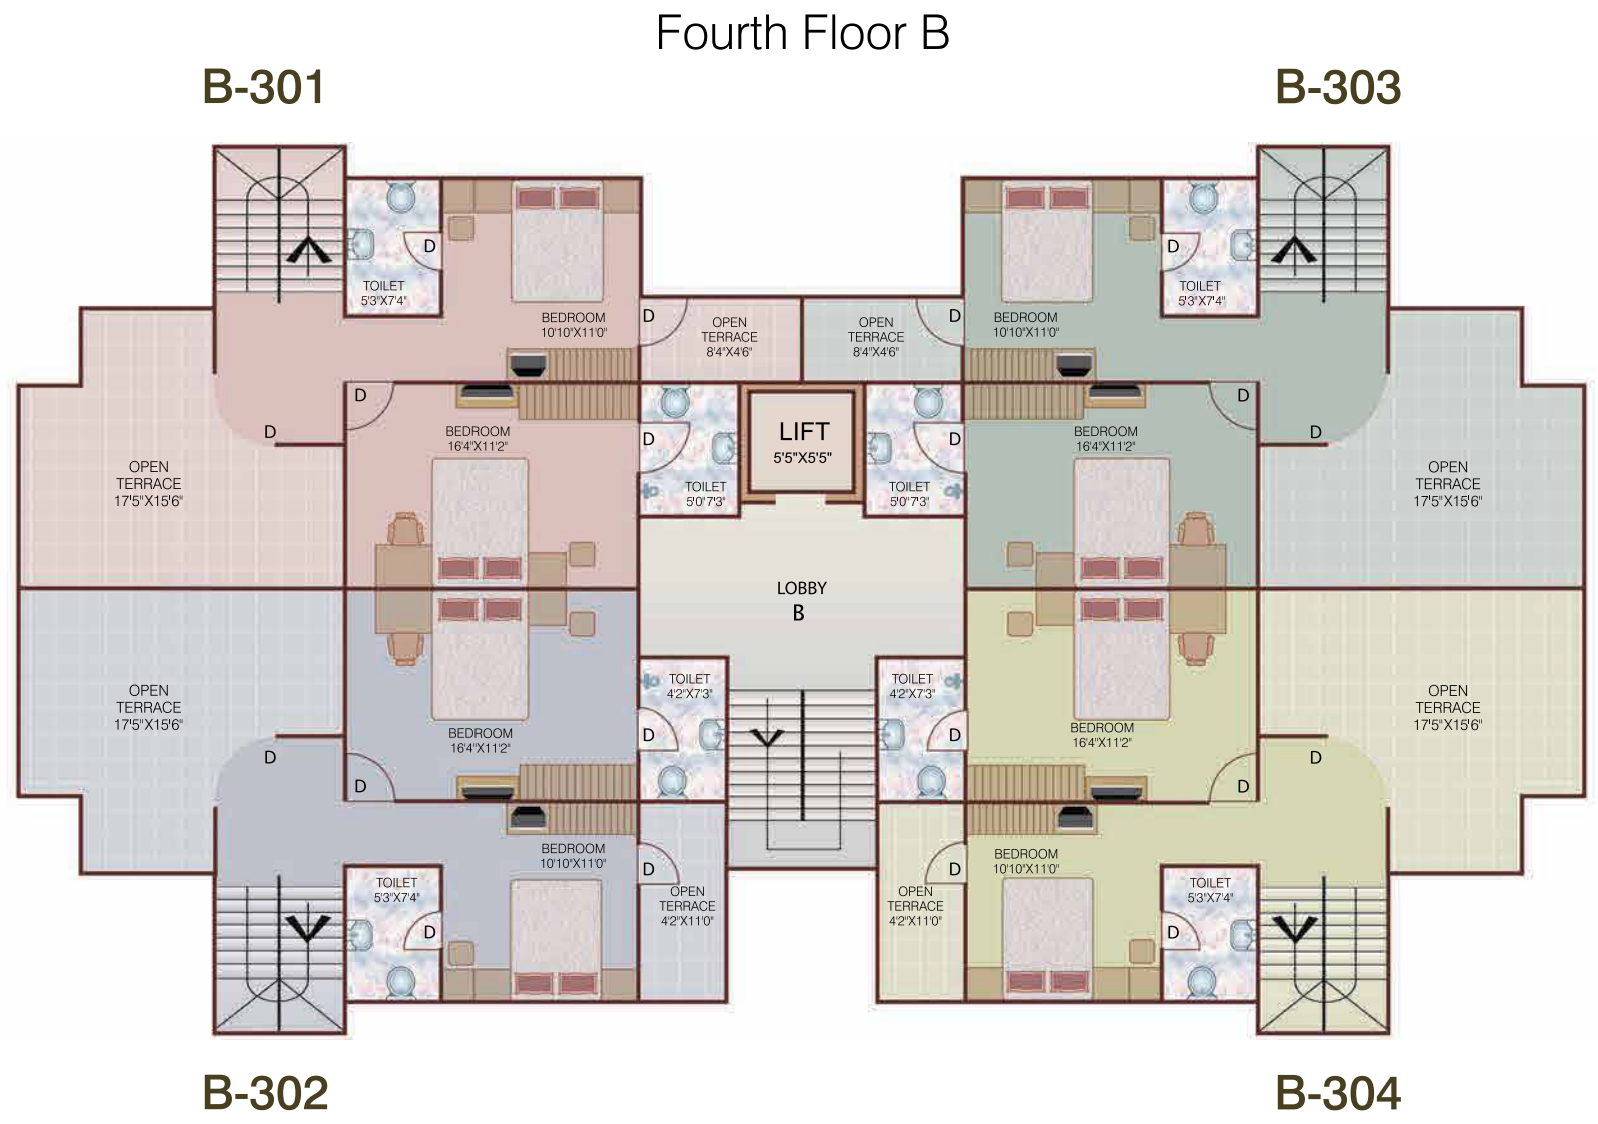 Fourth Floor B
B-301
B-303
D
TOILET
5'3"X7'4"
BEDROOM
10'10"X11'0"
D
OPEN
TERRACE
8'4"X4'6"
OPEN
TERRACE
8'4"X4'6"
D
BEDROOM
10'10"X11'0"
D
TOILET
5'3"X7'4"
D
D
OPEN
TERRACE
17'5"X15'6"
BEDROOM
16'4"X11'2"
D
TOILET
5'0"7'3"
LIFT
5'5"X5'5"
D
TOILET
5'0"7'3"
BEDROOM
16'4"X11'2"
D
D
OPEN
TERRACE
17'5"X15'6"
LOBBY
B
OPEN
TERRACE
17'5"X15'6"
D
D
BEDROOM
16'4"X11'2"
TOILET
4'2"X7'3"
D
TOILET
4'2"X7'3"
D
BEDROOM
16'4"X11'2"
D
D
OPEN
TERRACE
17'5"X15'6"
TOILET
5'3"X7'4"
D
BEDROOM
10'10"X11'0"
D
OPEN
TERRACE
4'2"X11'0"
D
OPEN
TERRACE
4'2"X11'0"
BEDROOM
10'10"X11'0"
TOILET
5'3"X7'4"
D
B-302
B-304